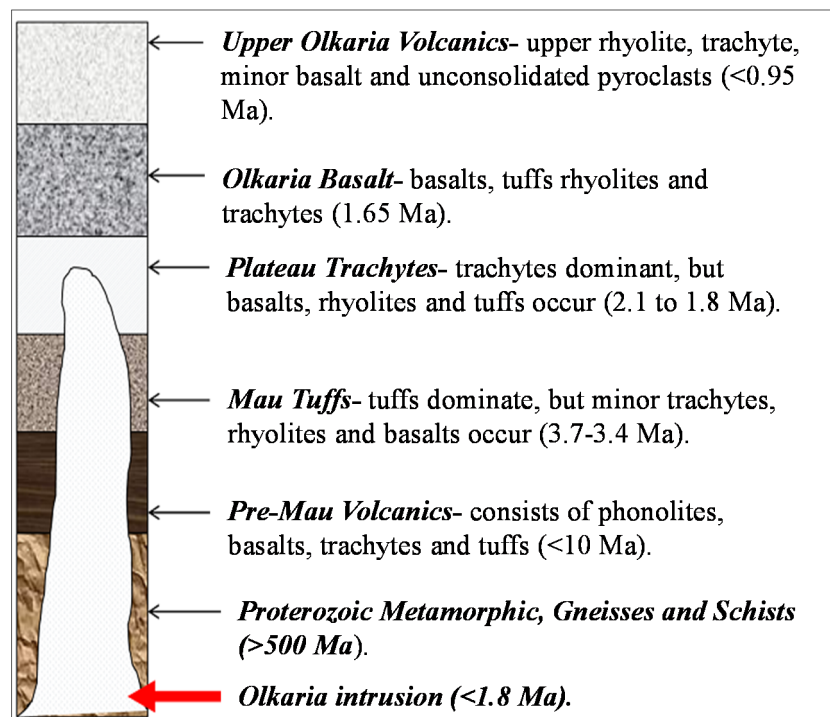 Upper Olkaria Volcanics- upper rhyolite, trachyte,
minor basalt and unconsolidated pyroclasts (<0.95
Ma).
Olkaria Basalt- basalts, tuffs rhyolites and
trachytes (1.65 Ma).
Plateau Trachytes- trachytes dominant, but
basalts, rhyolites and tuffs occur (2.1 to 1.8 Ma).
Mau Tuffs- tuffs dominate, but minor trachytes,
rhyolites and basalts occur (3.7-3.4 Ma).
Pre-Mau Volcanics- consists of phonolites,
basalts, trachytes and tuffs (<10 Ma).
Proterozoic Metamorphic, Gneisses and Schists
(>500 Ma).
Olkaria intrusion (<1.8 Ma).